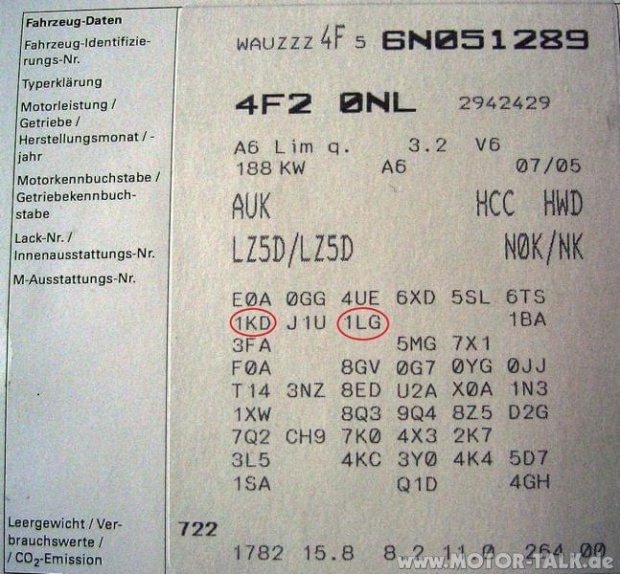 Fahrzeug-Daten
Fahrzeug-Identifizie-
rungs-Nr.
WAUZZZ 4F 5 6N051289
Typerklärung
4F2 0NL 2942429
Motorleistung /
Getriebe /
Herstellungsmonat / -
jahr
A6 Lim q. 3.2 V6
188 KW A6 07/05
Motorkennbuchstabe /
Getriebekennbuch-
stabe
AUK HCC HWD
Lack-Nr. /
Innenausstattungs-Nr.
LZ5D/LZ5D N0K/NK
M-Ausstattungs-Nr.
E0A 0GG 4UE 6XD 5SL 6TS
1KD J1U 1LG 1BA
3FA 5MG 7X1
F0A 8GV 0G7 0YG 0JJ
T14 3NZ 8ED U2A X0A 1N3
1XW 8Q3 9Q4 8Z5 D2G
7Q2 CH9 7K0 4X3 2K7
3L5 4KC 3Y0 4K4 5D7
1SA Q1D 4GH
Leergewicht / Ver-
brauchswerte /
/ CO2-Emission
722
1782 15.8 8.2 11.0 264.00
www.MOTOR-TALK.de